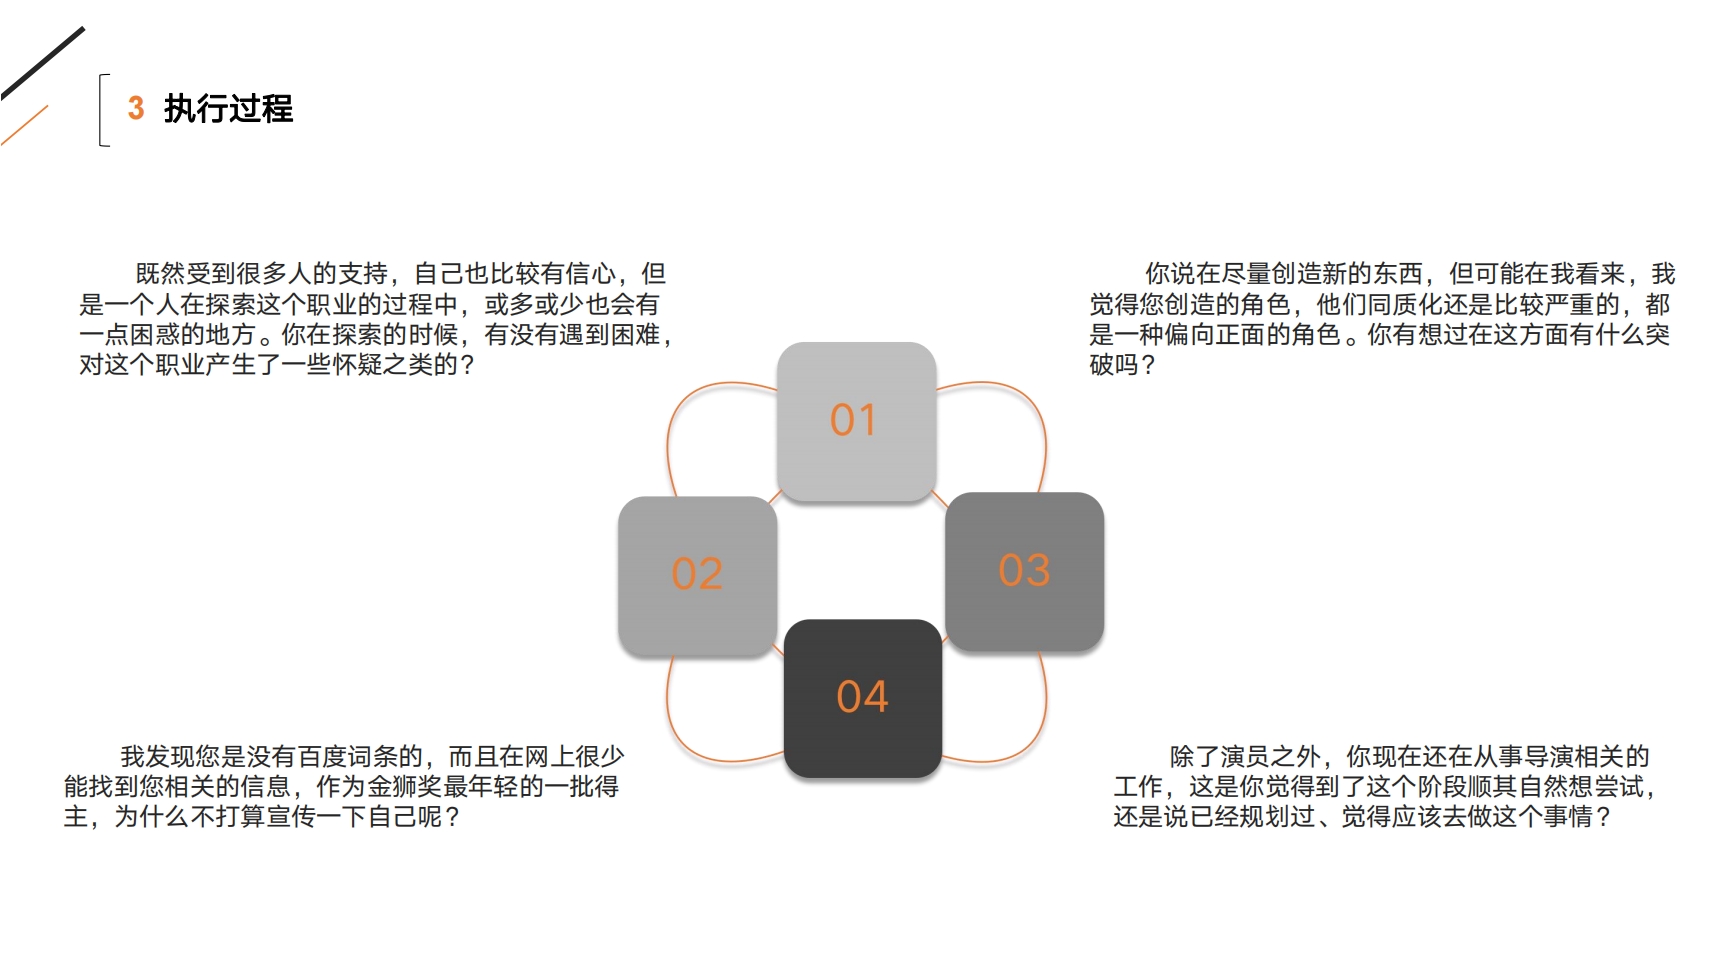 3 执行过程
既然受到很多人的支持，自己也比较有信心，但
是一个人在探索这个职业的过程中，或多或少也会有
一点困惑的地方。你在探索的时候，有没有遇到困难，
对这个职业产生了一些怀疑之类的？
你说在尽量创造新的东西，但可能在我看来，我
觉得您创造的角色，他们同质化还是比较严重的，都
是一种偏向正面的角色。你有想过在这方面有什么突
破吗？
01
02
03
04
我发现您是没有百度词条的，而且在网上很少
能找到您相关的信息，作为金狮奖最年轻的一批得
主，为什么不打算宣传一下自己呢？
除了演员之外，你现在还在从事导演相关的
工作，这是你觉得到了这个阶段顺其自然想尝试，
还是说已经规划过、觉得应该去做这个事情？